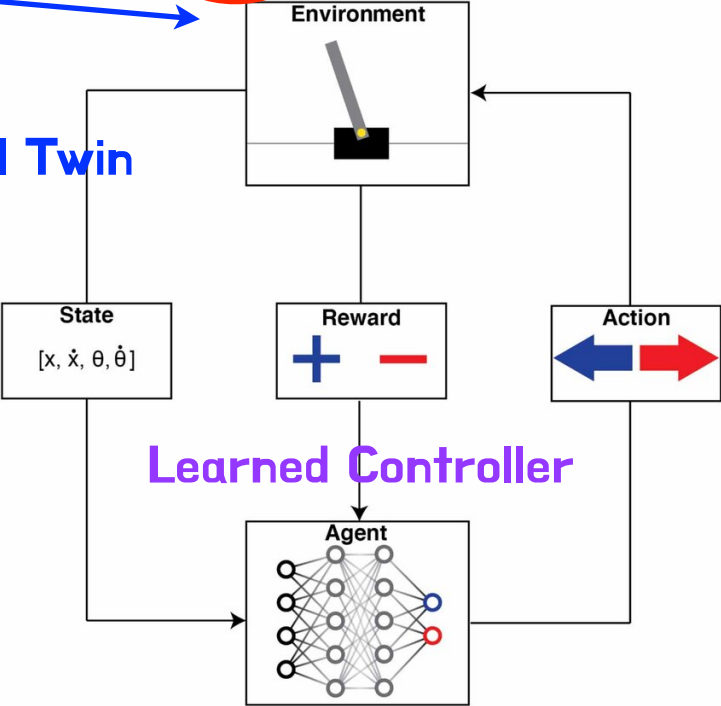 Environment
Twin
State
[x, ẋ, θ, θ̇]
Reward
Action
Learned Controller
Agent